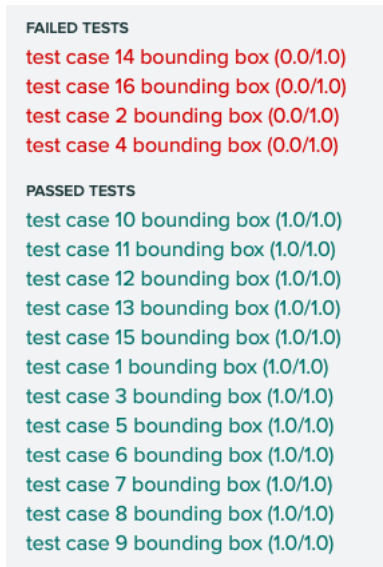 FAILED TESTS
test case 14 bounding box (0.0/1.0)
test case 16 bounding box (0.0/1.0)
test case 2 bounding box (0.0/1.0)
test case 4 bounding box (0.0/1.0)
PASSED TESTS
test case 10 bounding box (1.0/1.0)
test case 11 bounding box (1.0/1.0)
test case 12 bounding box (1.0/1.0)
test case 13 bounding box (1.0/1.0)
test case 15 bounding box (1.0/1.0)
test case 1 bounding box (1.0/1.0)
test case 3 bounding box (1.0/1.0)
test case 5 bounding box (1.0/1.0)
test case 6 bounding box (1.0/1.0)
test case 7 bounding box (1.0/1.0)
test case 8 bounding box (1.0/1.0)
test case 9 bounding box (1.0/1.0)